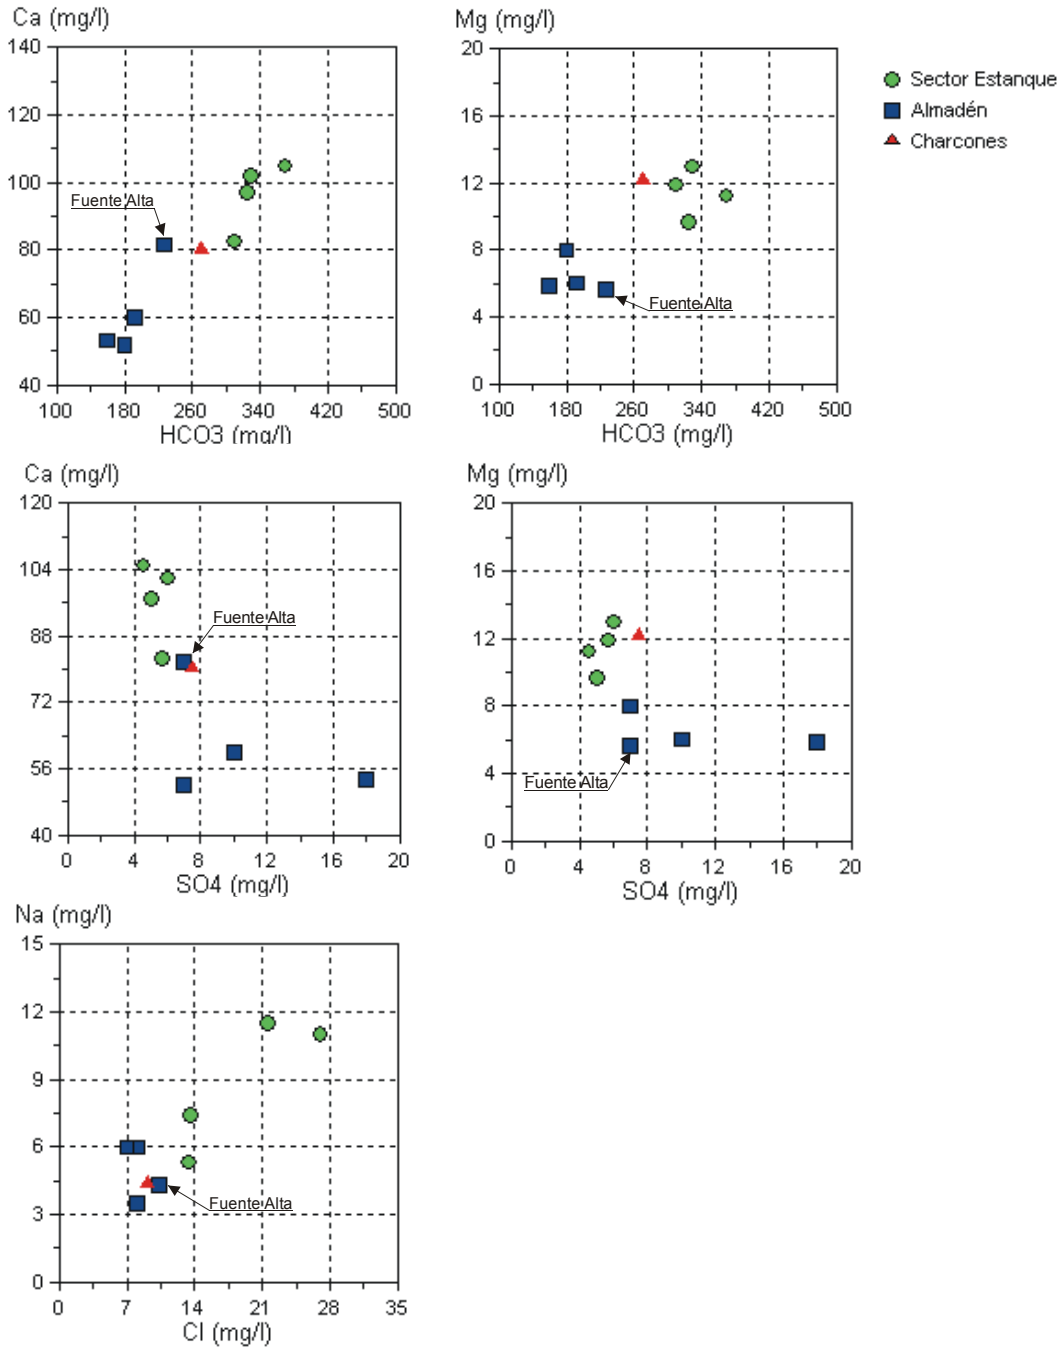 Ca (mg/l)
140
120
100
80
60
40
100 180 260 340 420 500
HCO3 (mg/l)
Fuente Alta
Mg (mg/l)
20
16
12
8
4
0
100 180 260 340 420 500
HCO3 (mg/l)
Fuente Alta
Sector Estanque
Almadén
Charcones
Ca (mg/l)
120
104
88
72
56
40
0 4 8 12 16 20
SO4 (mg/l)
Fuente Alta
Mg (mg/l)
20
16
12
8
4
0
0 4 8 12 16 20
SO4 (mg/l)
Fuente Alta
Na (mg/l)
15
12
9
6
3
0
0 7 14 21 28 35
Cl (mg/l)
Fuente Alta